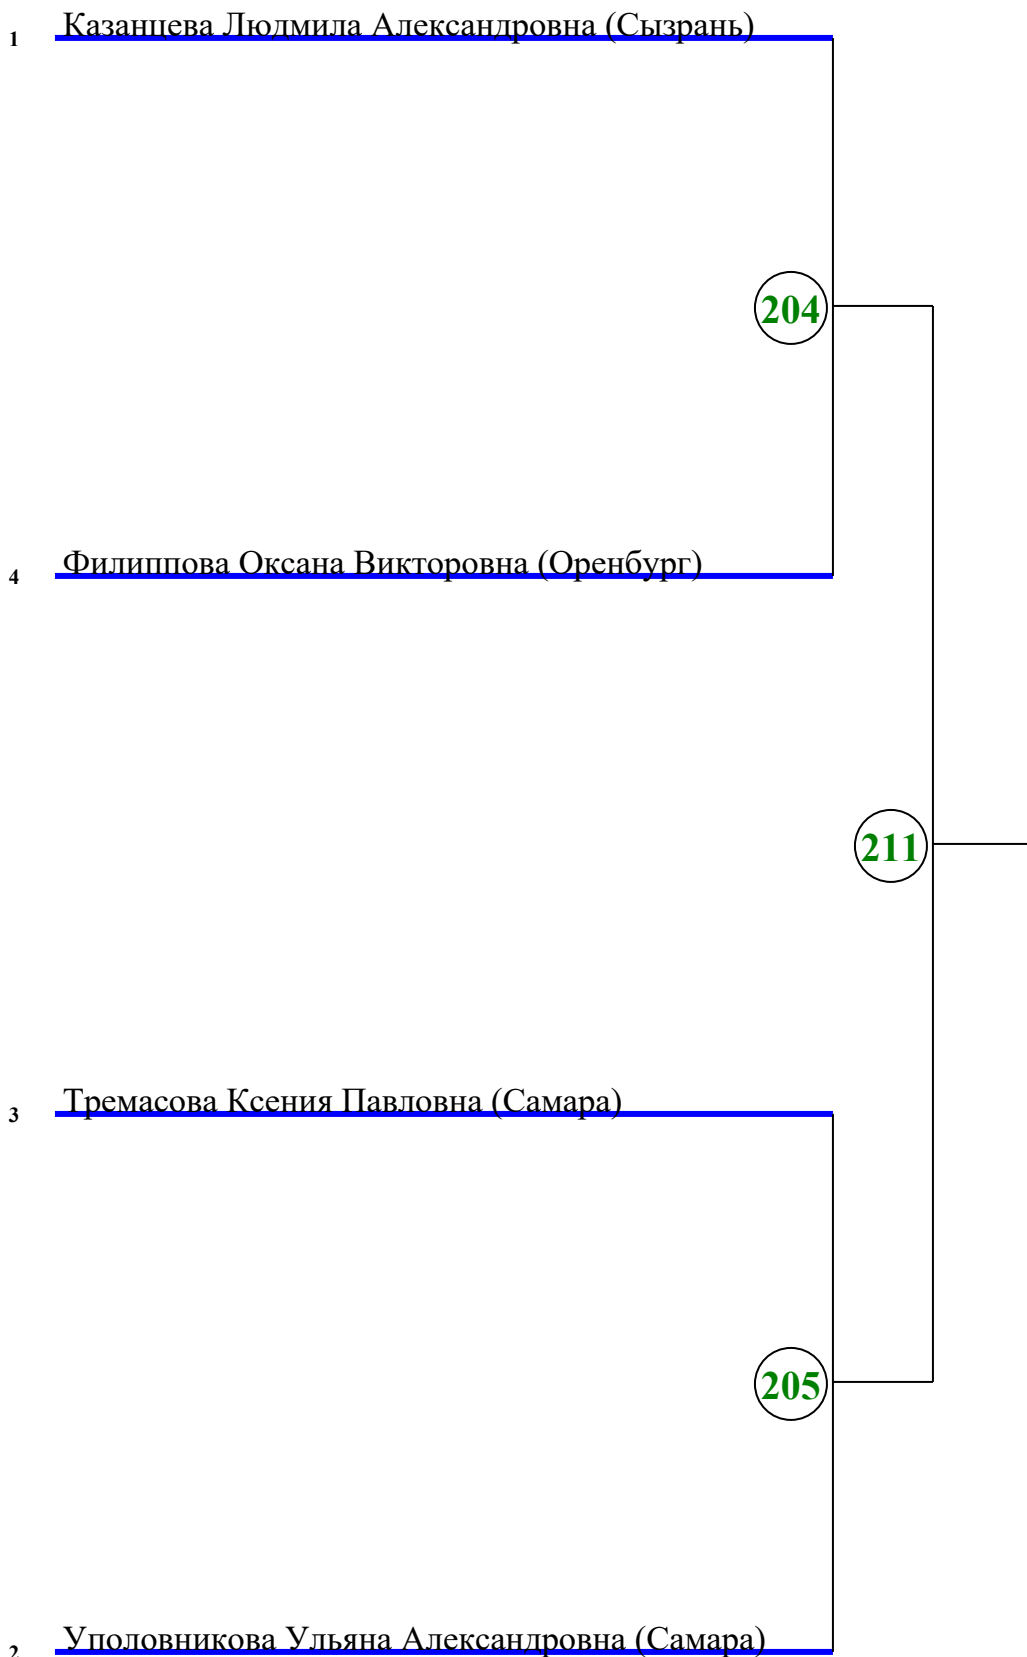 1 Казанцева Людмила Александровна (Сызрань)
204
4 Филиппова Оксана Викторовна (Оренбург)
211
3 Тремасова Ксения Павловна (Самара)
205
2 Уполовникова Ульяна Александровна (Самара)